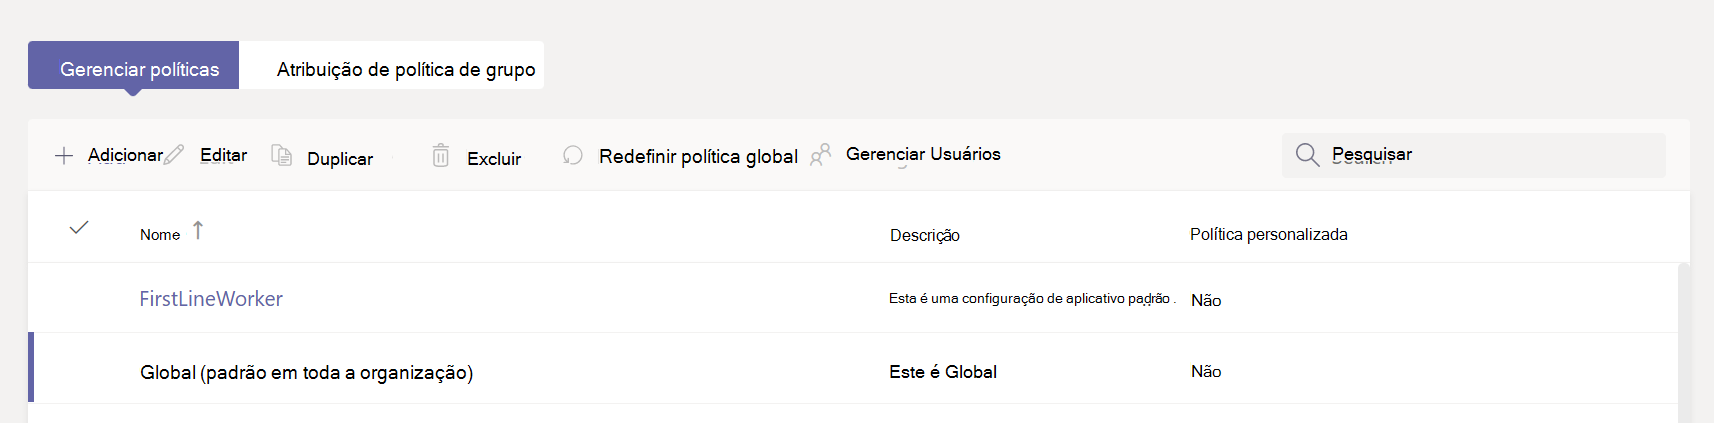 Gerenciar políticas Atribuição de política de grupo
Adicionar Editar Duplicar Excluir Redefinir política global Gerenciar Usuários Pesquisar
Nome Descrição Política personalizada
FirstLineWorker Esta é uma configuração de aplicativo padrão . Não
Global (padrão em toda a organização) Este é Global Não